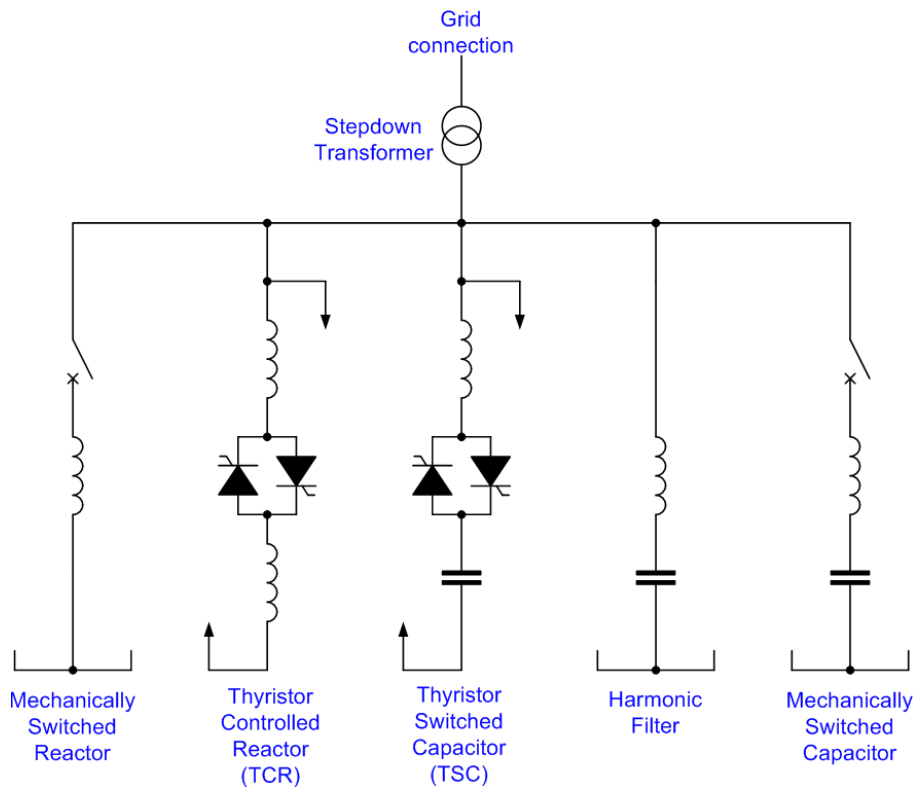 Grid
connection
Stepdown
Transformer
Mechanically
Switched
Reactor
Thyristor
Controlled
Reactor
(TCR)
Thyristor
Switched
Capacitor
(TSC)
Harmonic
Filter
Mechanically
Switched
Capacitor